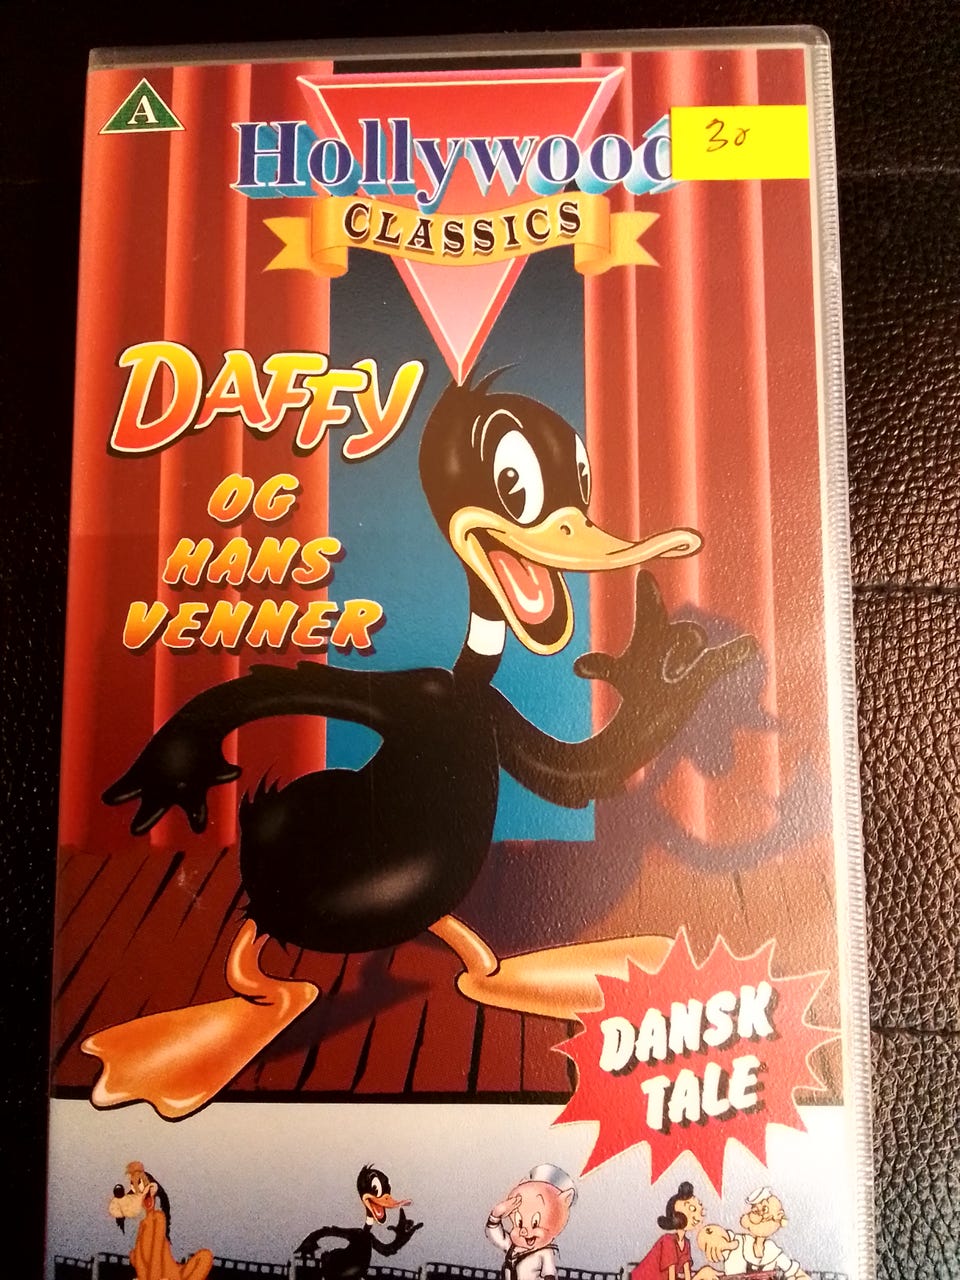 A
Hollywood
30
CLASSICS
DAFFY
OG
HANS
VENNER
DANSK
TALE